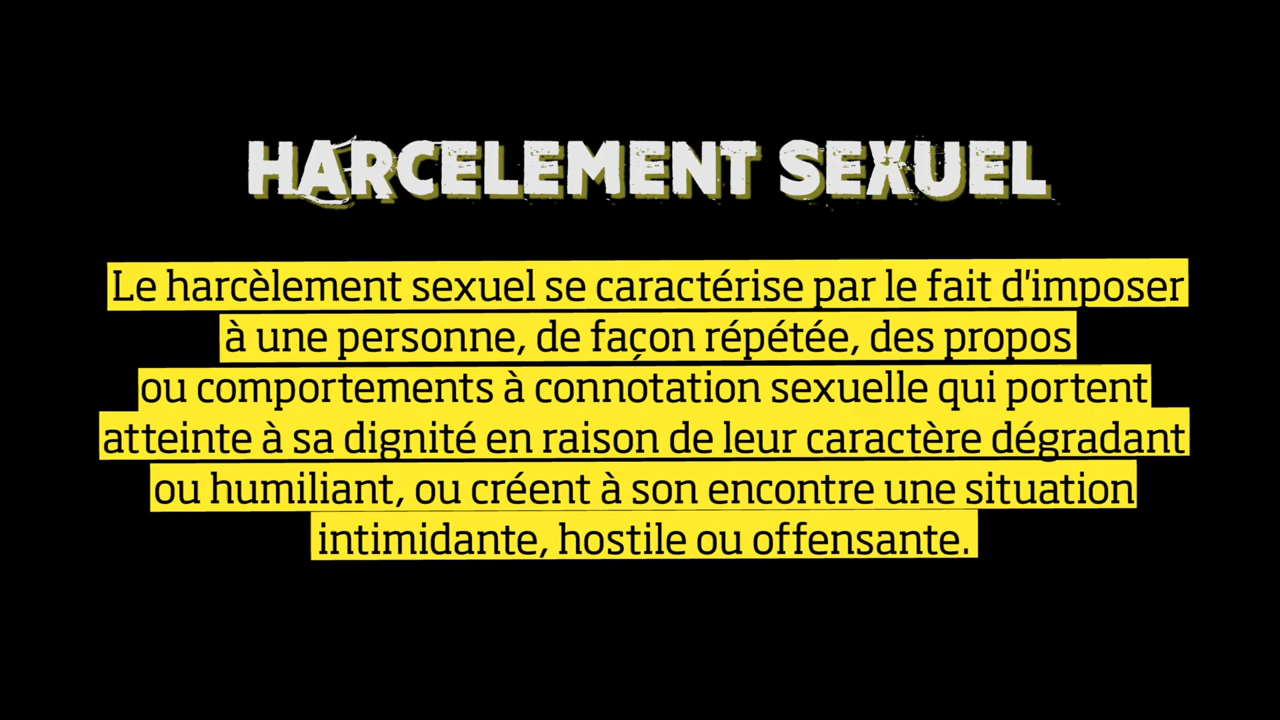 HARCELEMENT SEXUEL
Le harcèlement sexuel se caractérise par le fait d'imposer
à une personne, de façon répétée, des propos
ou comportements à connotation sexuelle qui portent
atteinte à sa dignité en raison de leur caractère dégradant
ou humiliant, ou créent à son encontre une situation
intimidante, hostile ou offensante.